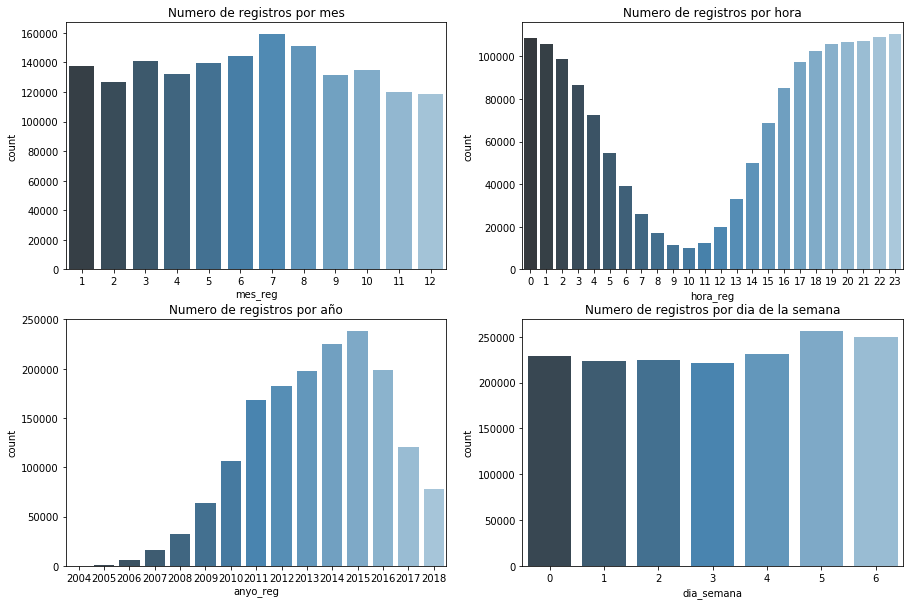 Numero de registros por mes
160000
140000
120000
100000
80000
60000
40000
20000
0
count
1 2 3 4 5 6 7 8 9 10 11 12
mes_reg
Numero de registros por hora
100000
80000
60000
40000
20000
0
count
0 1 2 3 4 5 6 7 8 9 10 11 12 13 14 15 16 17 18 19 20 21 22 23
hora_reg
Numero de registros por año
250000
200000
150000
100000
50000
0
count
2004 2005 2006 2007 2008 2009 2010 2011 2012 2013 2014 2015 2016 2017 2018
anyo_reg
Numero de registros por dia de la semana
250000
200000
150000
100000
50000
0
count
0 1 2 3 4 5 6
dia_semana